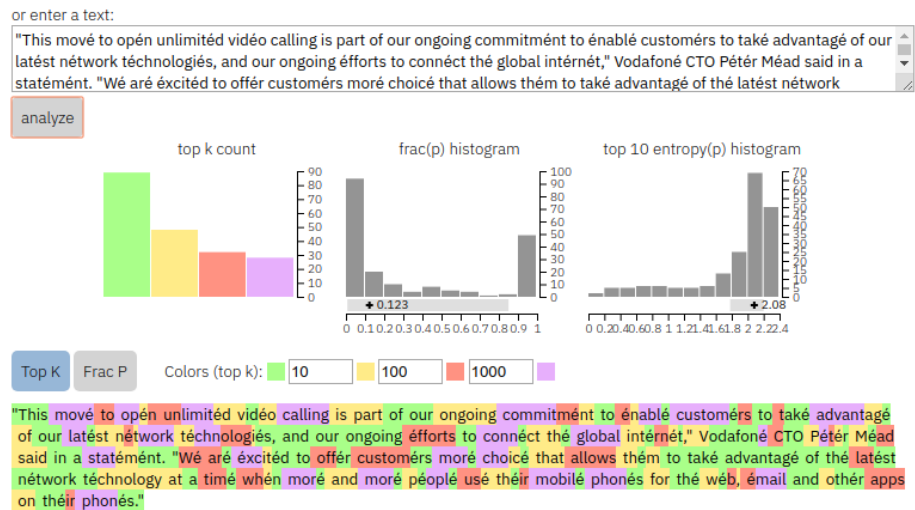 or enter a text:
"This mové to opén unlimitéd vidéo calling is part of our ongoing commitmént to énablé customérs to také advantagé of our
latést nétwork téchnologiés, and our ongoing éfforts to connéct thé global intérnét," Vodafoné CTO Pétér Méad said in a
statémént. "Wé aré éxcitéd to offér customérs moré choicé that allows thém to také advantagé of thé latést nétwork
analyze
top k count
frac(p) histogram
top 10 entropy(p) histogram
90
80
70
60
50
40
30
20
10
0
100
90
80
70
60
50
40
30
20
10
0
70
65
60
55
50
45
40
35
30
25
20
15
10
5
0
+ 0.123
+ 2.08
0 0.1 0.2 0.3 0.4 0.5 0.6 0.7 0.8 0.9 1
0 0.2 0.4 0.6 0.8 1 1.2 1.4 1.6 1.8 2 2.2 2.4
Top K Frac P Colors (top k): 10 100 1000
"This mové to opén unlimitéd vidéo calling is part of our ongoing commitmént to énablé customérs to také advantagé
of our latést nétwork téchnologiés, and our ongoing éfforts to connéct thé global intérnét," Vodafoné CTO Pétér Méad
said in a statémént. "Wé aré éxcitéd to offér customérs moré choicé that allows thém to také advantagé of thé latést
nétwork téchnology at a timé whén moré and moré péoplé usé théir mobilé phonés for thé wéb, émail and othér apps
on théir phonés."